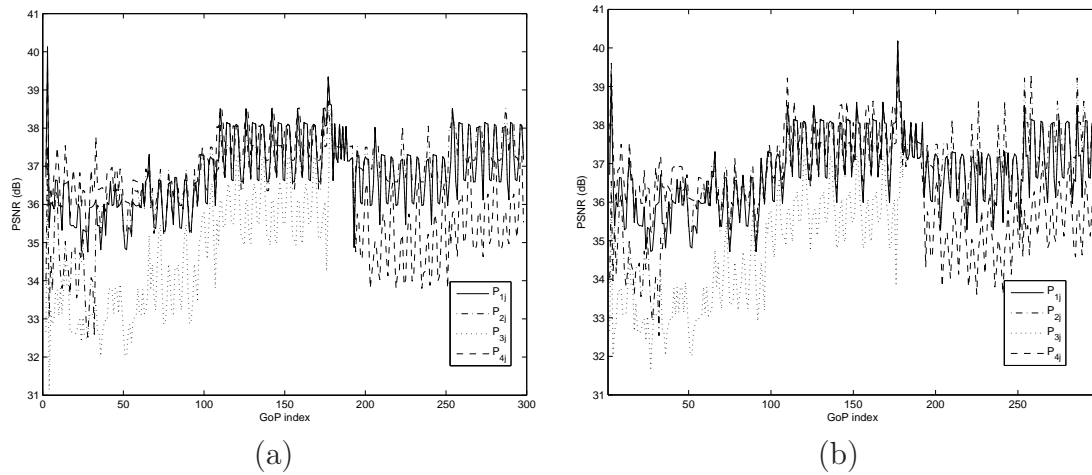 41
40
39
38
37
36
35
34
33
32
31
PSNR (dB)
0 50 100 150 200 250 300
GoP index
P1j
P2j
P3j
P4j
(a)
41
40
39
38
37
36
35
34
33
32
31
PSNR (dB)
50 100 150 200 250
GoP index
P1j
P2j
P3j
P4j
(b)